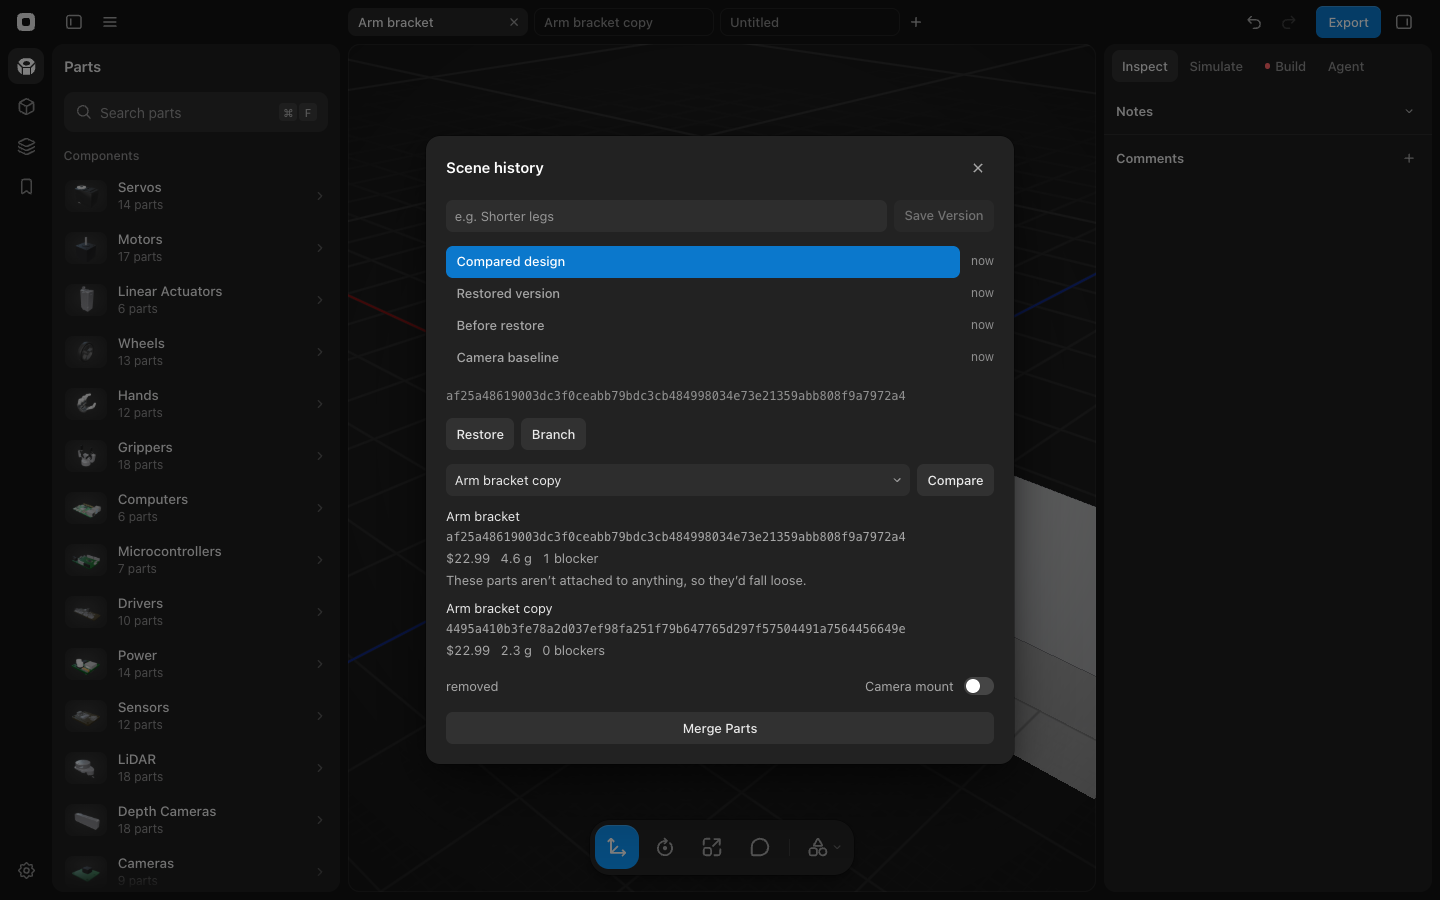 Arm bracket
Arm bracket copy
Untitled
Export
Parts
Search parts
⌘ F
Components
Servos
14 parts
Motors
17 parts
Linear Actuators
6 parts
Wheels
13 parts
Hands
12 parts
Grippers
18 parts
Computers
6 parts
Microcontrollers
7 parts
Drivers
10 parts
Power
14 parts
Sensors
12 parts
LiDAR
18 parts
Depth Cameras
18 parts
Cameras
9 parts
Scene history
e.g. Shorter legs
Save Version
Compared design now
Restored version now
Before restore now
Camera baseline now
af25a48619003dc3f0ceabb79bdc3cb484998034e73e21359abb808f9a7972a4
Restore Branch
Arm bracket copy
Compare
Arm bracket
af25a48619003dc3f0ceabb79bdc3cb484998034e73e21359abb808f9a7972a4
$22.99 4.6 g 1 blocker
These parts aren’t attached to anything, so they’d fall loose.
Arm bracket copy
4495a410b3fe78a2d037ef98fa251f79b647765d297f57504491a7564456649e
$22.99 2.3 g 0 blockers
removed Camera mount
Merge Parts
Inspect Simulate Build Agent
Notes
Comments